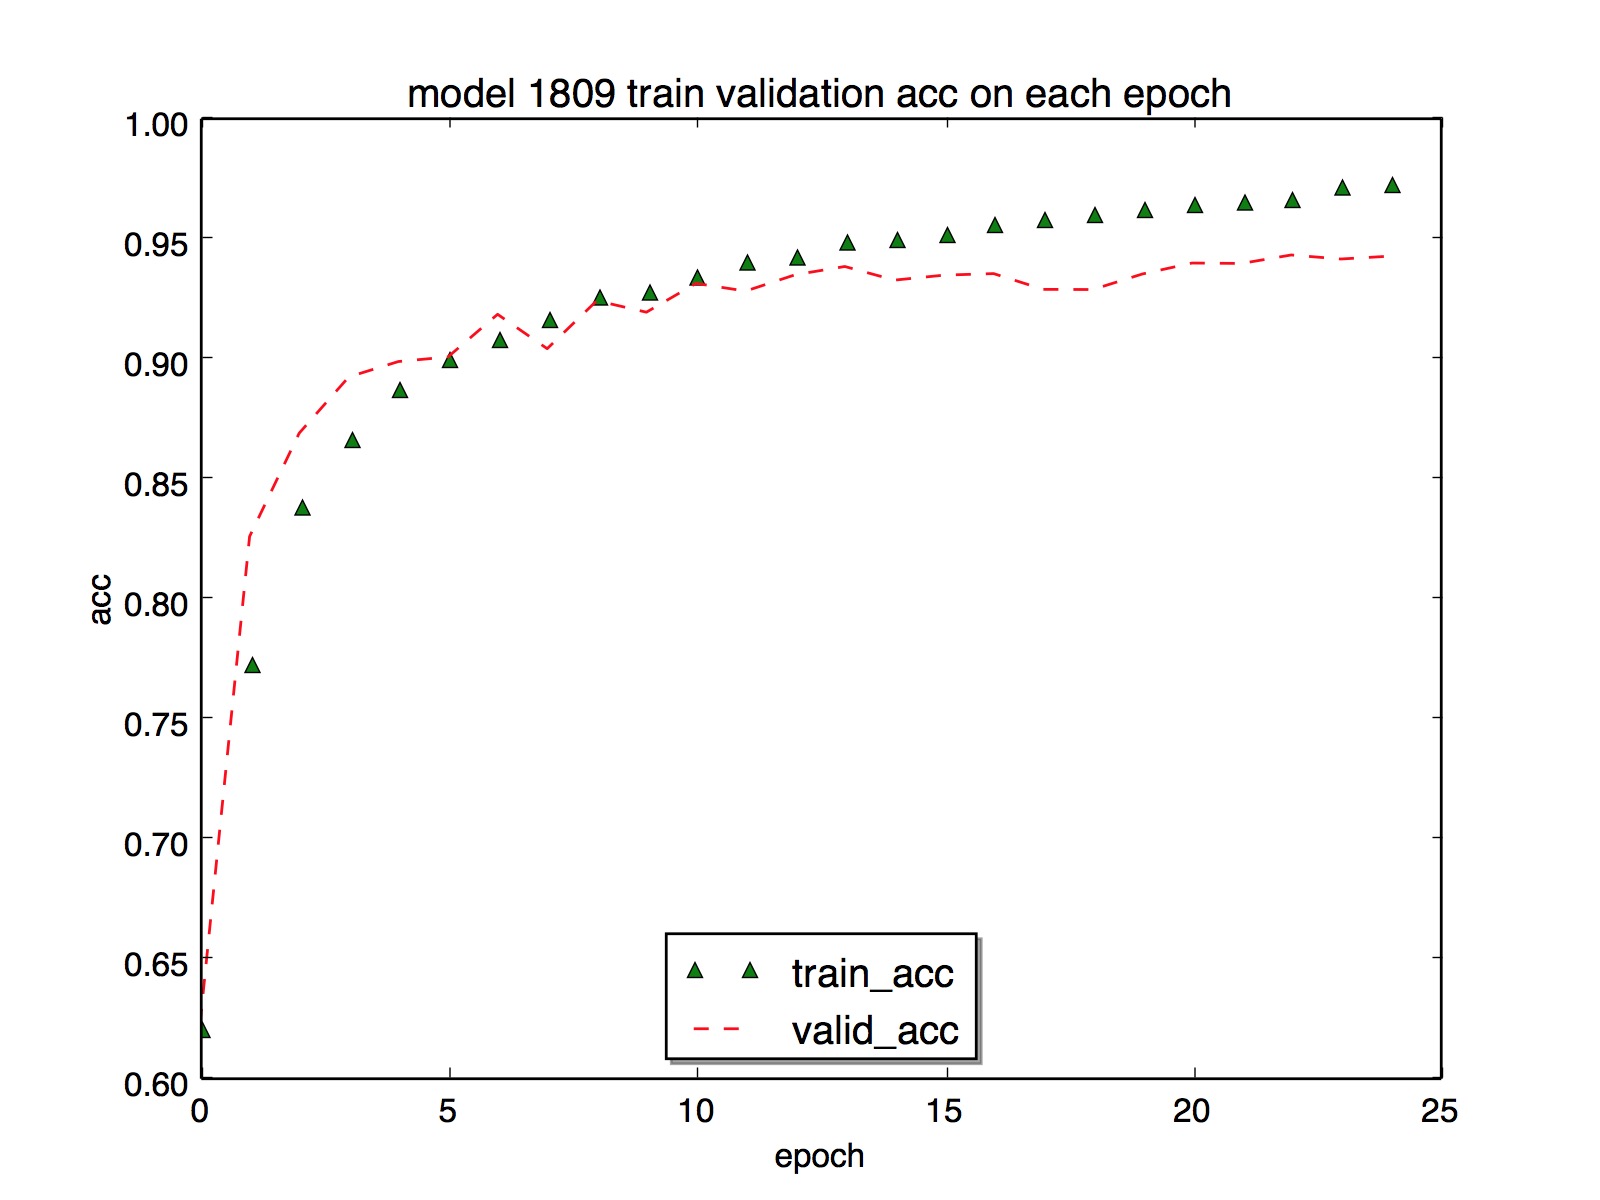 model 1809 train validation acc on each epoch
1.00
0.95
0.90
0.85
0.80
0.75
0.70
0.65
0.60
acc
train_acc
valid_acc
0 5 10 15 20 25
epoch